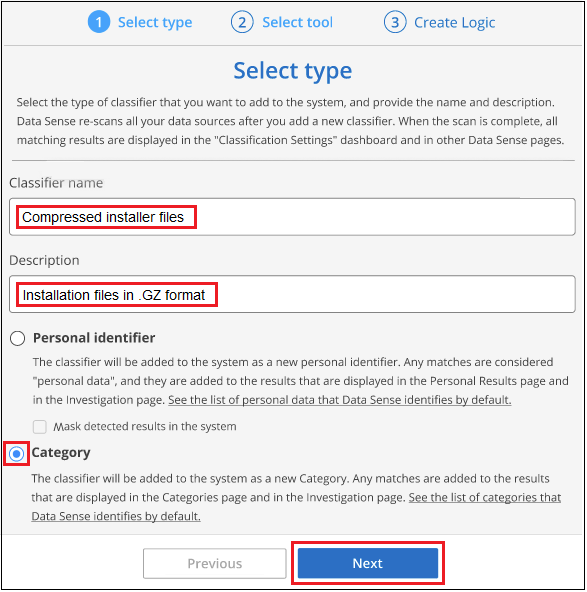 1 Select type 2 Select tool 3 Create Logic
Select type
Select the type of classifier that you want to add to the system, and provide the name and description.
Data Sense re-scans all your data sources after you add a new classifier. When the scan is complete, all
matching results are displayed in the "Classification Settings" dashboard and in other Data Sense pages.
Classifier name
Compressed installer files
Description
Installation files in .GZ format
Personal identifier
The classifier will be added to the system as a new personal identifier. Any matches are considered
"personal data", and they are added to the results that are displayed in the Personal Results page and
in the Investigation page. See the list of personal data that Data Sense identifies by default.
Mask detected results in the system
Category
The classifier will be added to the system as a new Category. Any matches are added to the results
that are displayed in the Categories page and in the Investigation page. See the list of categories that
Data Sense identifies by default.
Previous
Next